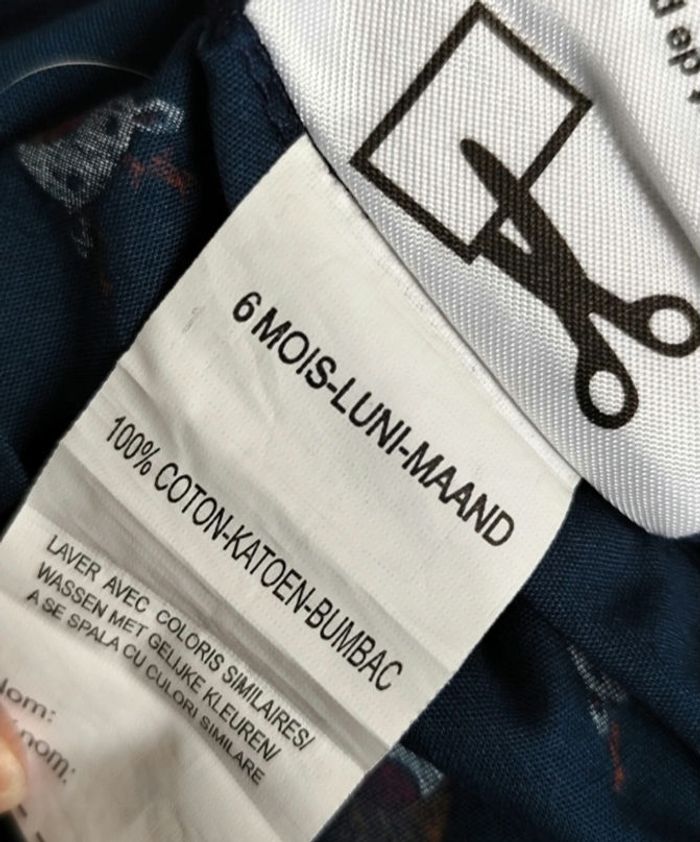 6 MOIS-LUNI-MAAND
100% COTON-KATOEN-BUMBAC
LAVER AVEC COLORIS SIMILAIRES/
WASSEN MET GELIJKE KLEUREN/
A SE SPALA CU CULORI SIMILARE